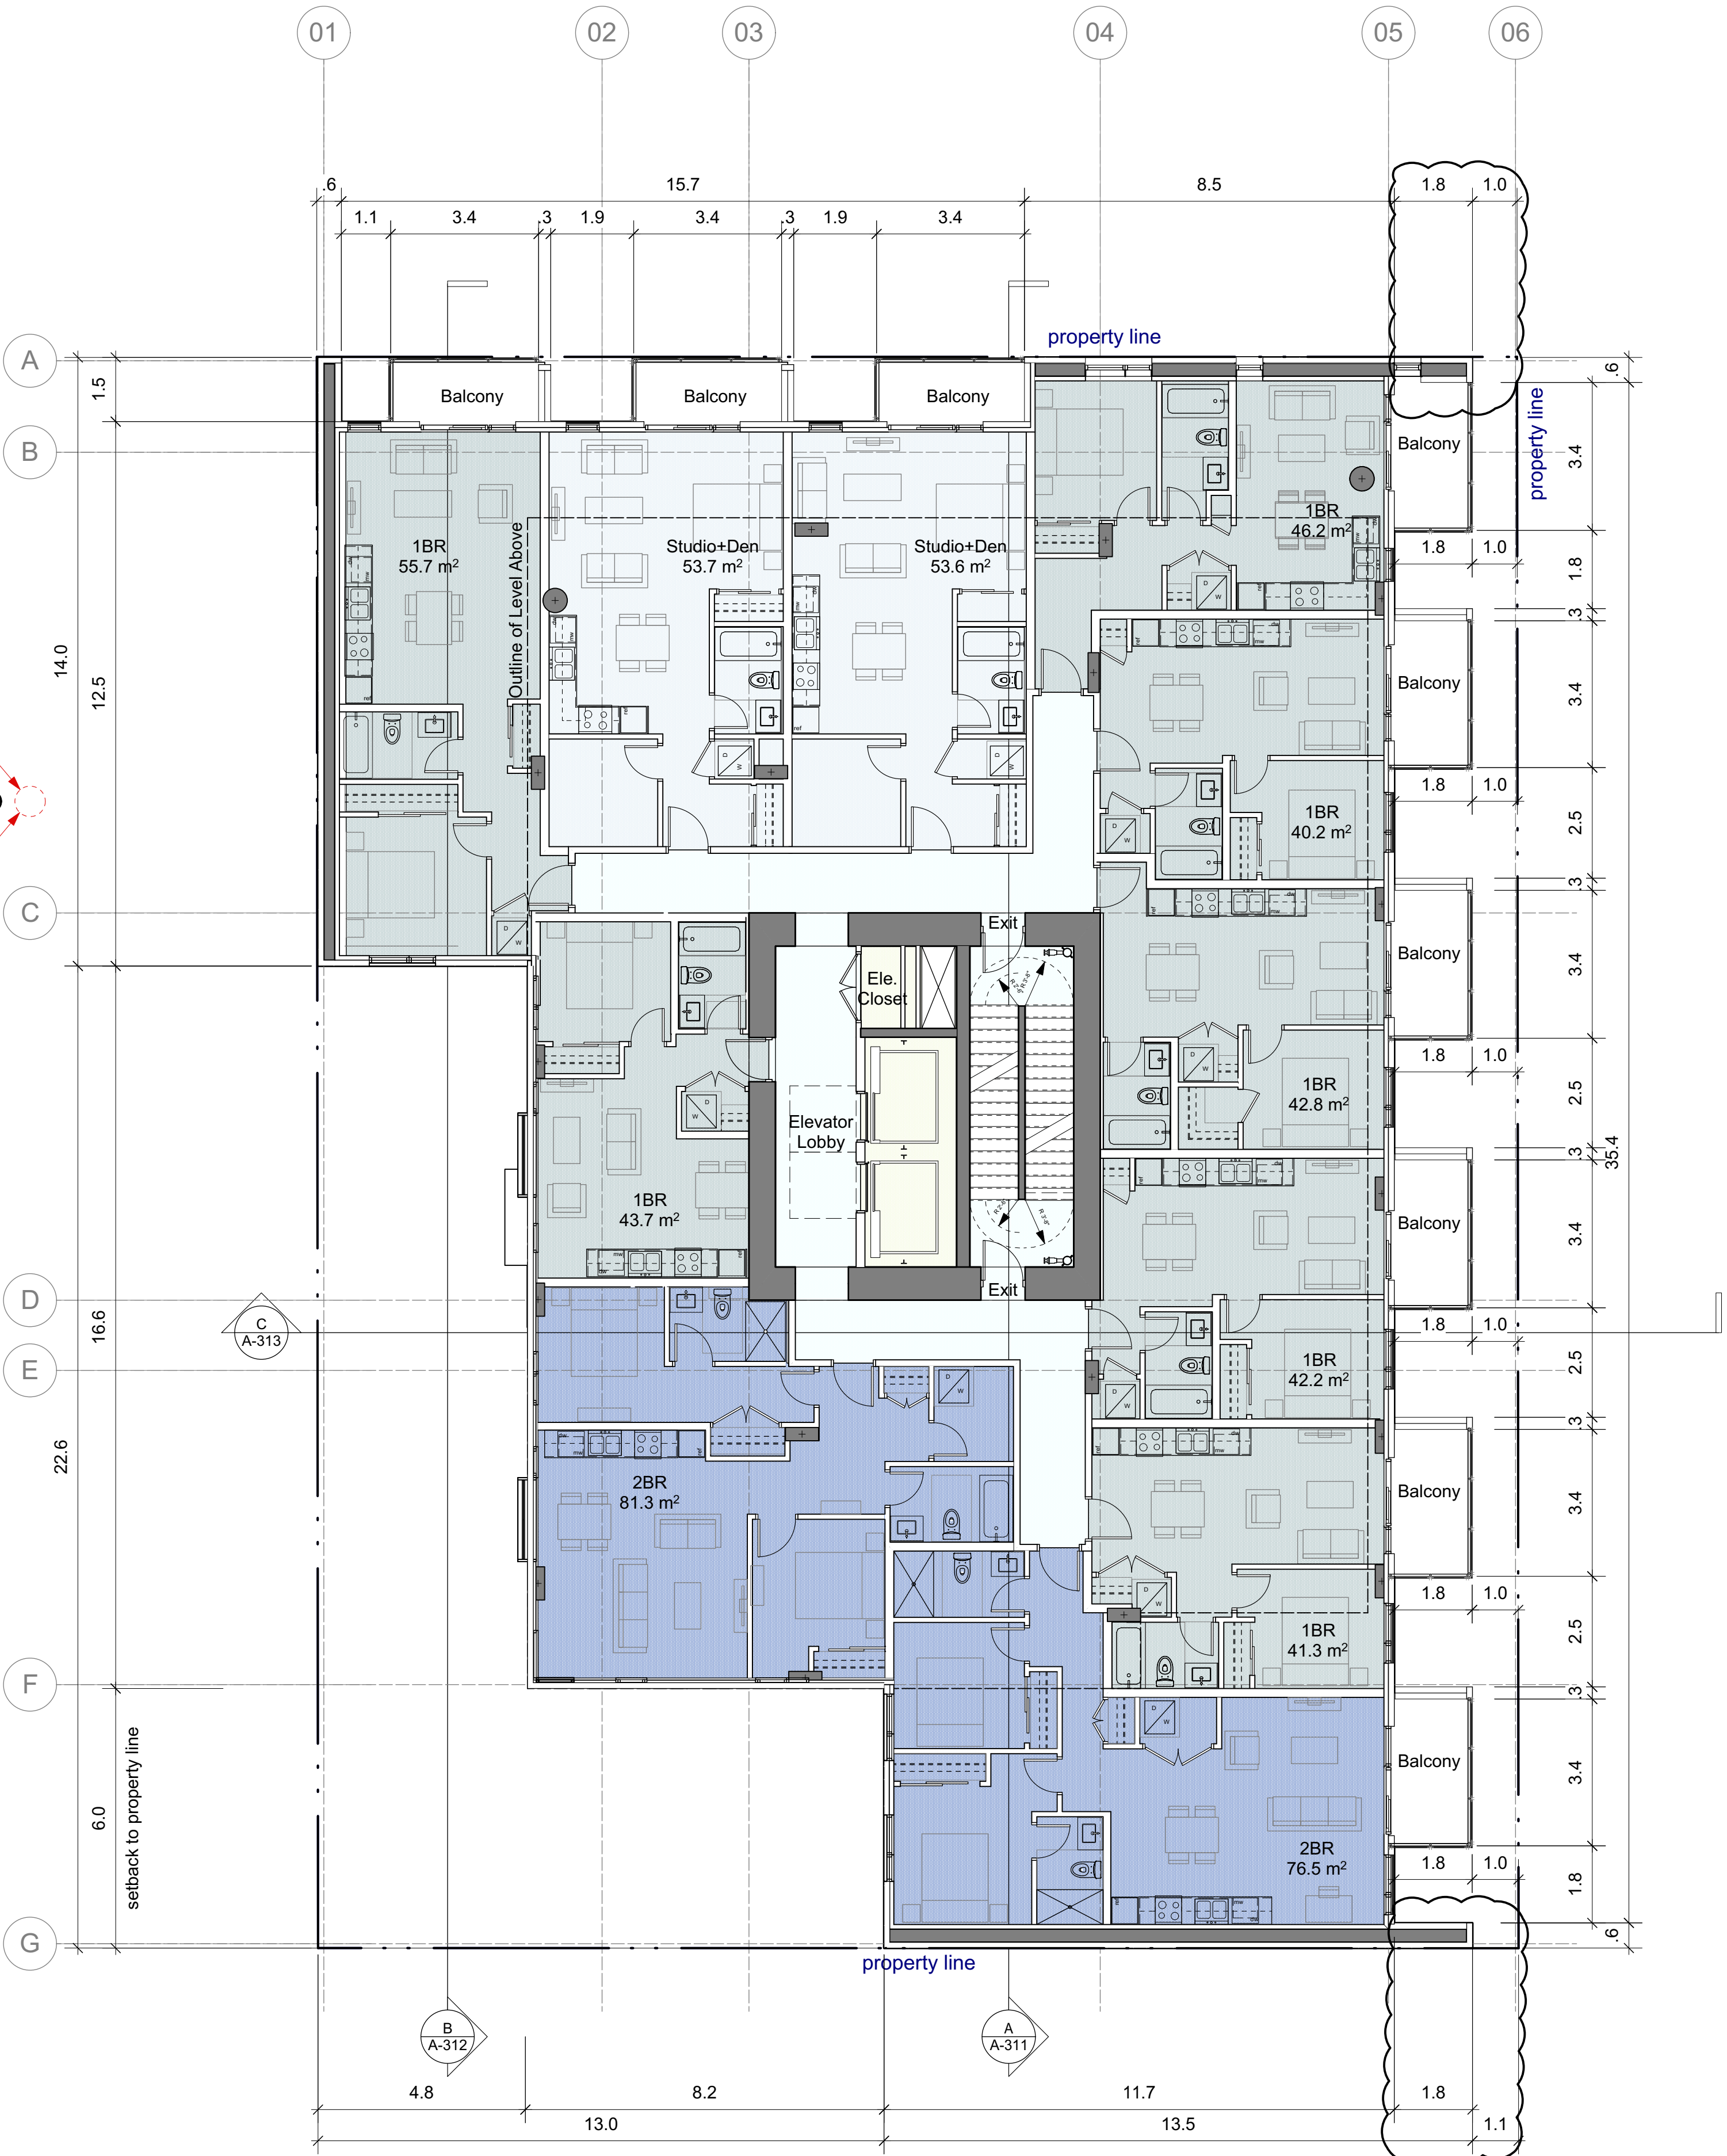 01 02 03 04 05 06
.6 15.7 8.5 1.8 1.0
1.1 3.4 .3 1.9 3.4 .3 1.9 3.4
property line
A
B
C
D
E
F
G
1.5
14.0
12.5
16.6
22.6
6.0
setback to property line
Balcony
Balcony
Balcony
Balcony
property line
.6
3.4
1.8 1.0
1.8
.3
1BR
55.7 m²
Outline of Level Above
Studio+Den
53.7 m²
Studio+Den
53.6 m²
1BR
46.2 m²
dw
mw
ref
D
W
Balcony
3.4
1.8 1.0
2.5
.3
1BR
40.2 m²
Exit
Ele.
Closet
Elevator
Lobby
Exit
R 2'-6"
R 3'-6"
Balcony
3.4
1.8 1.0
2.5
.3
35.4
1BR
42.8 m²
1BR
43.7 m²
Balcony
3.4
1.8 1.0
2.5
.3
1BR
42.2 m²
C
A-313
2BR
81.3 m²
Balcony
3.4
1.8 1.0
2.5
.3
1BR
41.3 m²
Balcony
3.4
1.8 1.0
1.8
.6
2BR
76.5 m²
property line
B
A-312
A
A-311
4.8 8.2 11.7 1.8
13.0 13.5 1.1